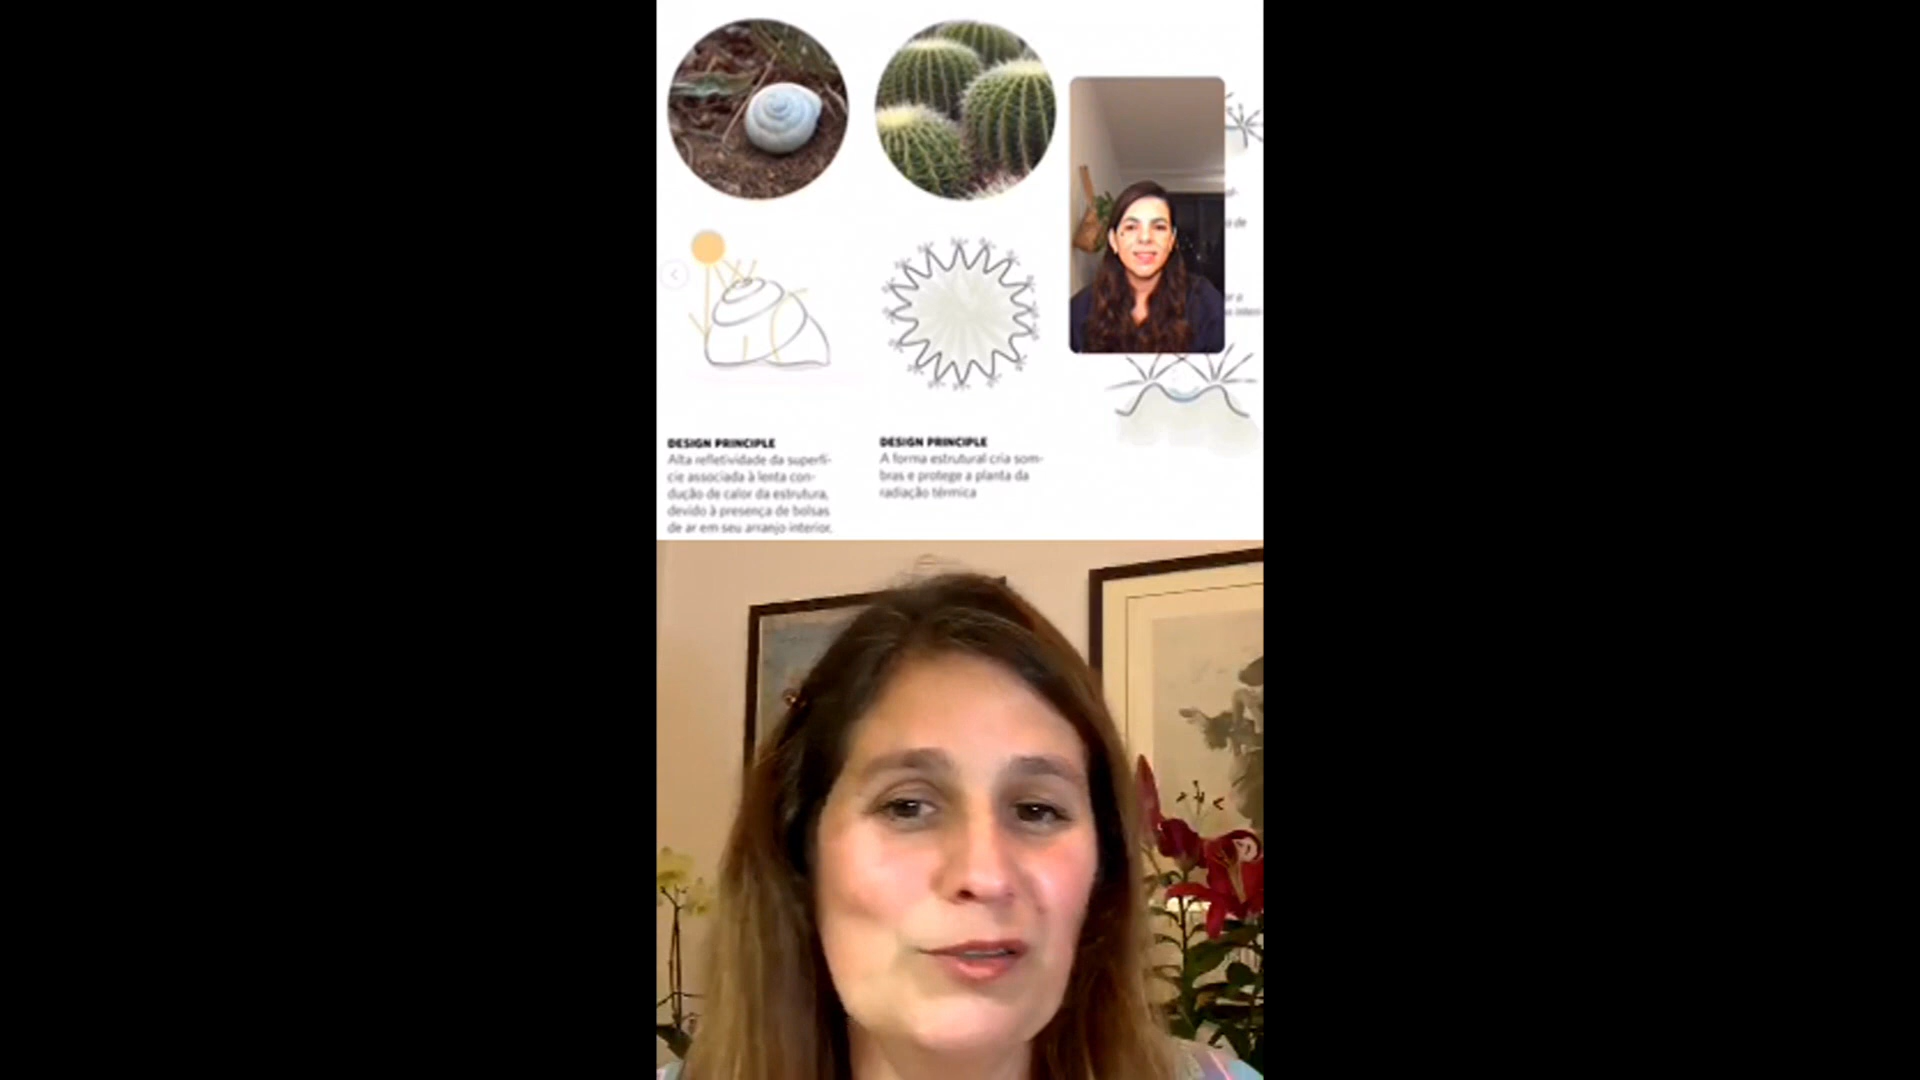 DESIGN PRINCIPLE
Alta refletividade da superfí-
cie associada à lenta con-
dução de calor da estrutura,
devido à presença de bolsas
de ar em seu arranjo interior.
DESIGN PRINCIPLE
A forma estrutural cria som-
bras e protege a planta da
radiação térmica